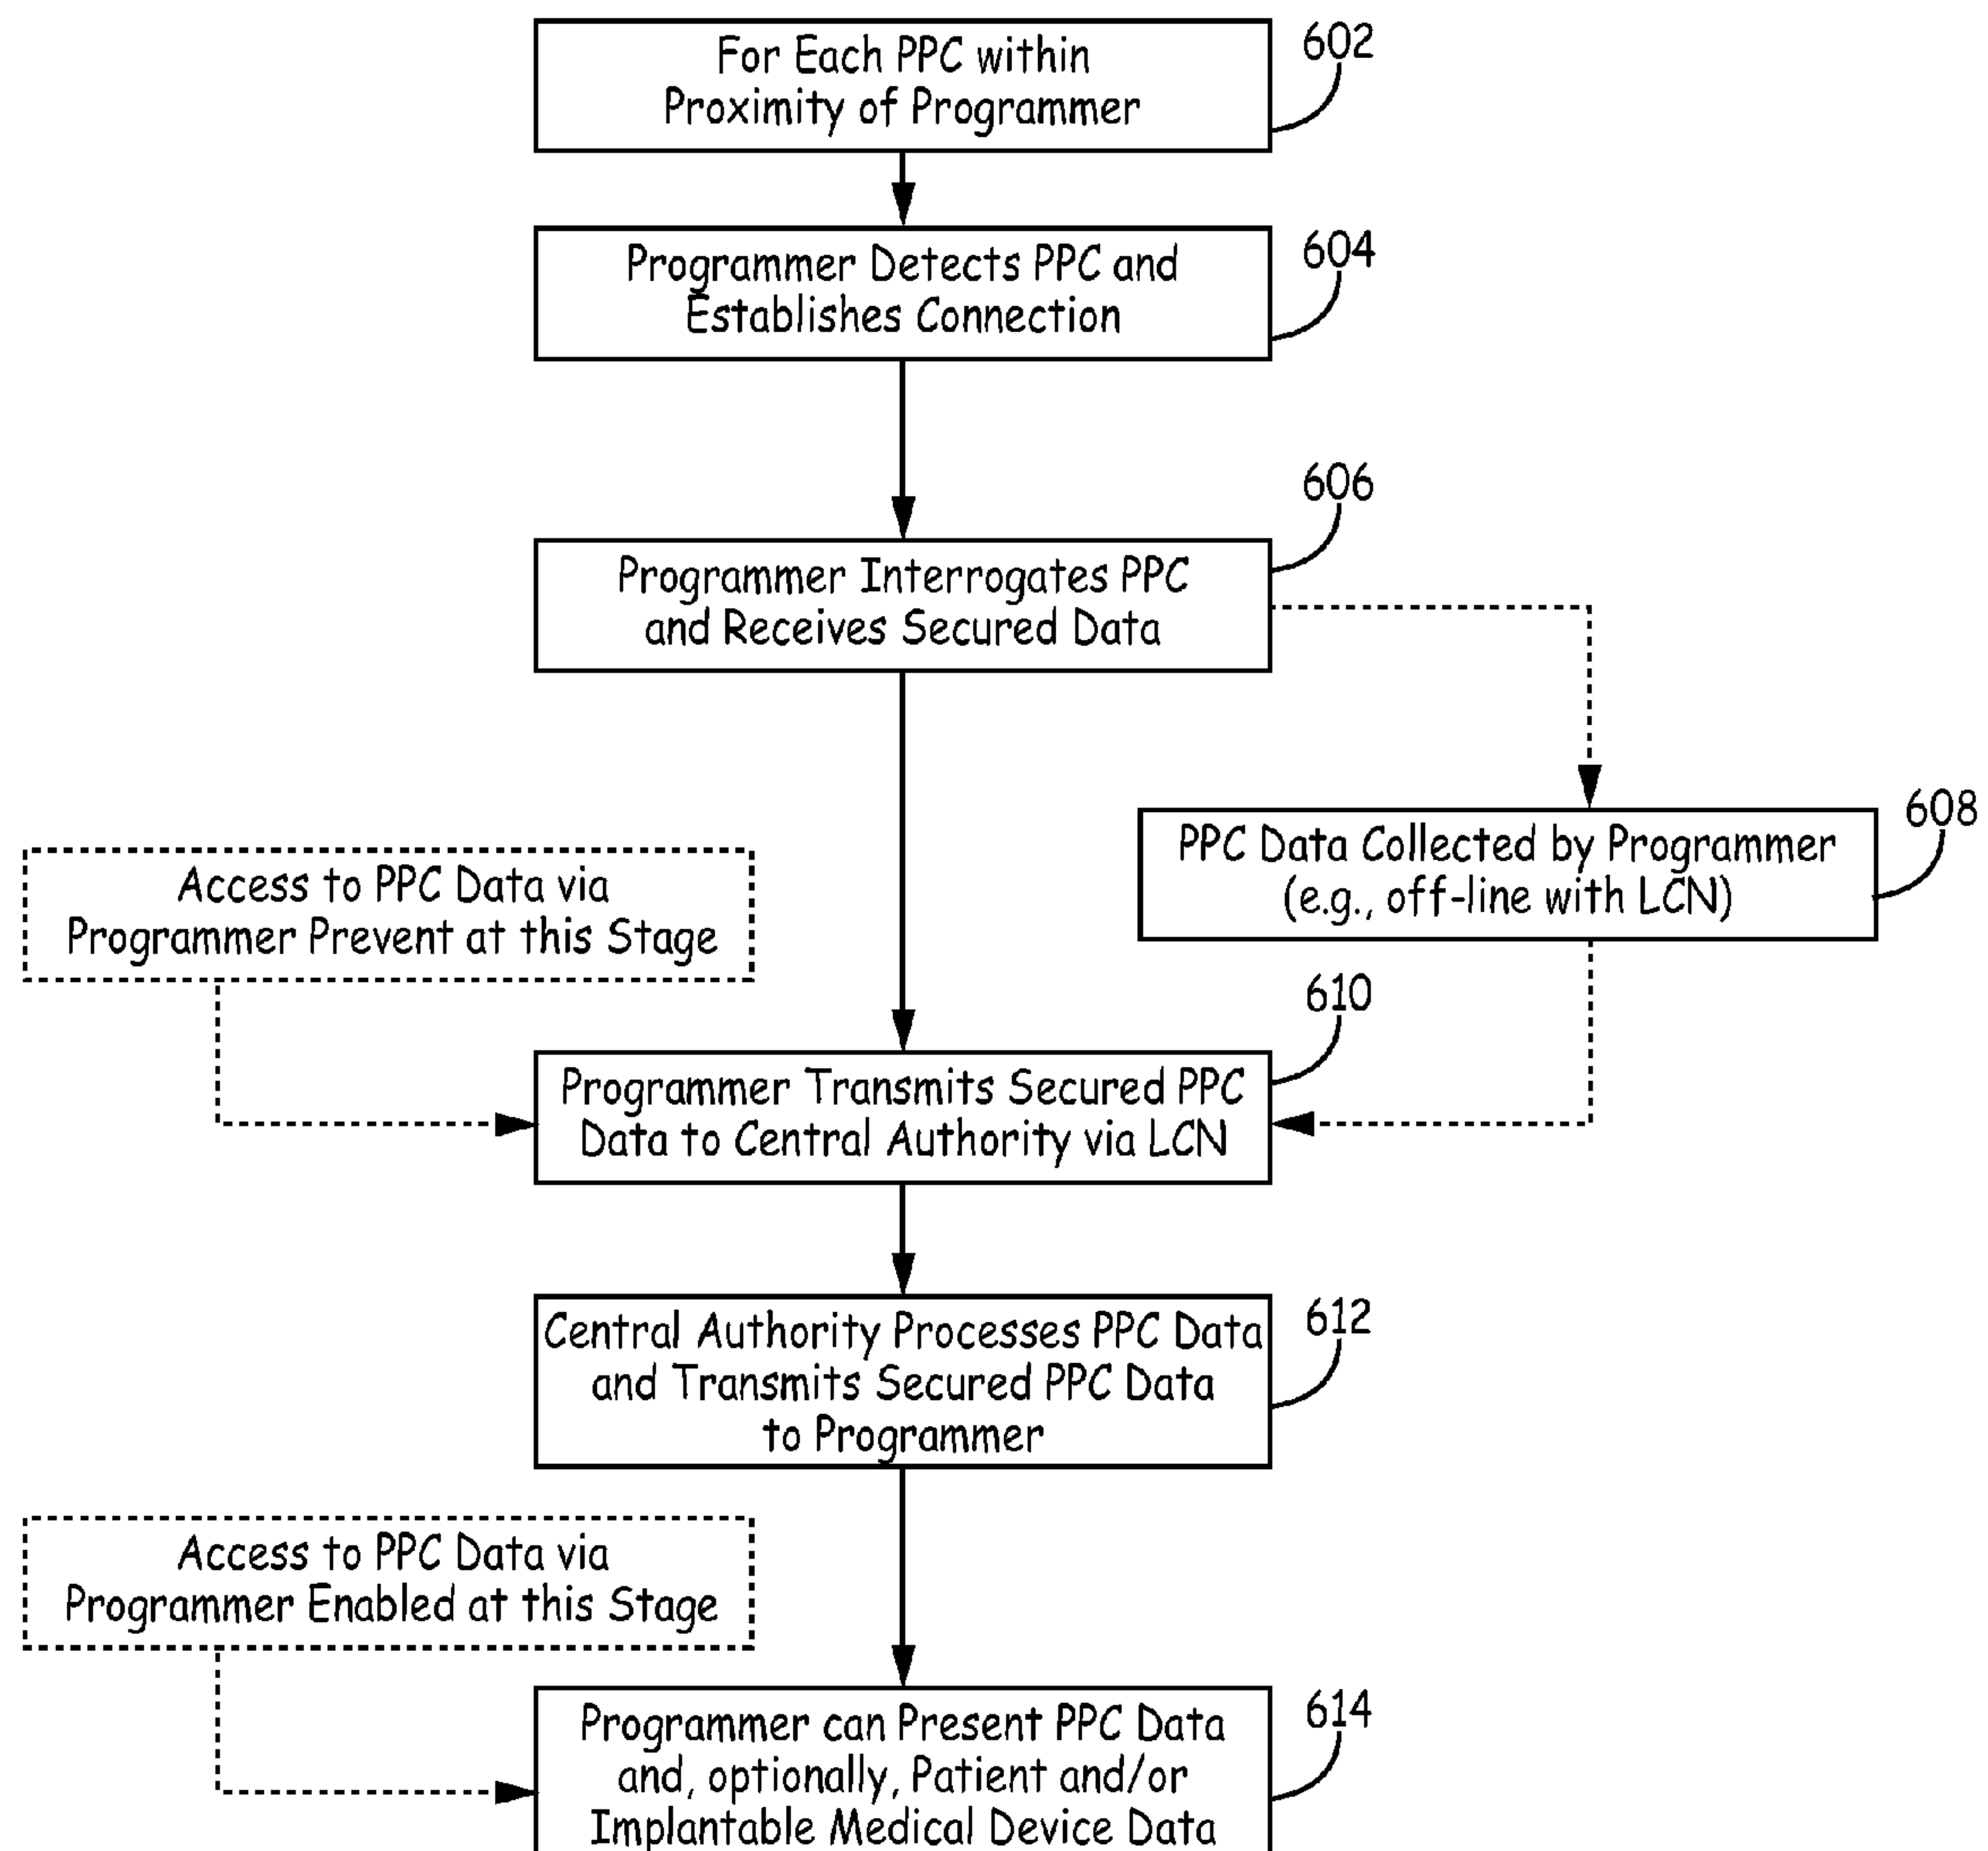 For Each PPC within
Proximity of Programmer
602
Programmer Detects PPC and
Establishes Connection
604
606
Programmer Interrogates PPC
and Receives Secured Data
608
PPC Data Collected by Programmer
(e.g., off-line with LCN)
Access to PPC Data via
Programmer Prevent at this Stage
610
Programmer Transmits Secured PPC
Data to Central Authority via LCN
612
Central Authority Processes PPC Data
and Transmits Secured PPC Data
to Programmer
Access to PPC Data via
Programmer Enabled at this Stage
614
Programmer can Present PPC Data
and, optionally, Patient and/or
Implantable Medical Device Data